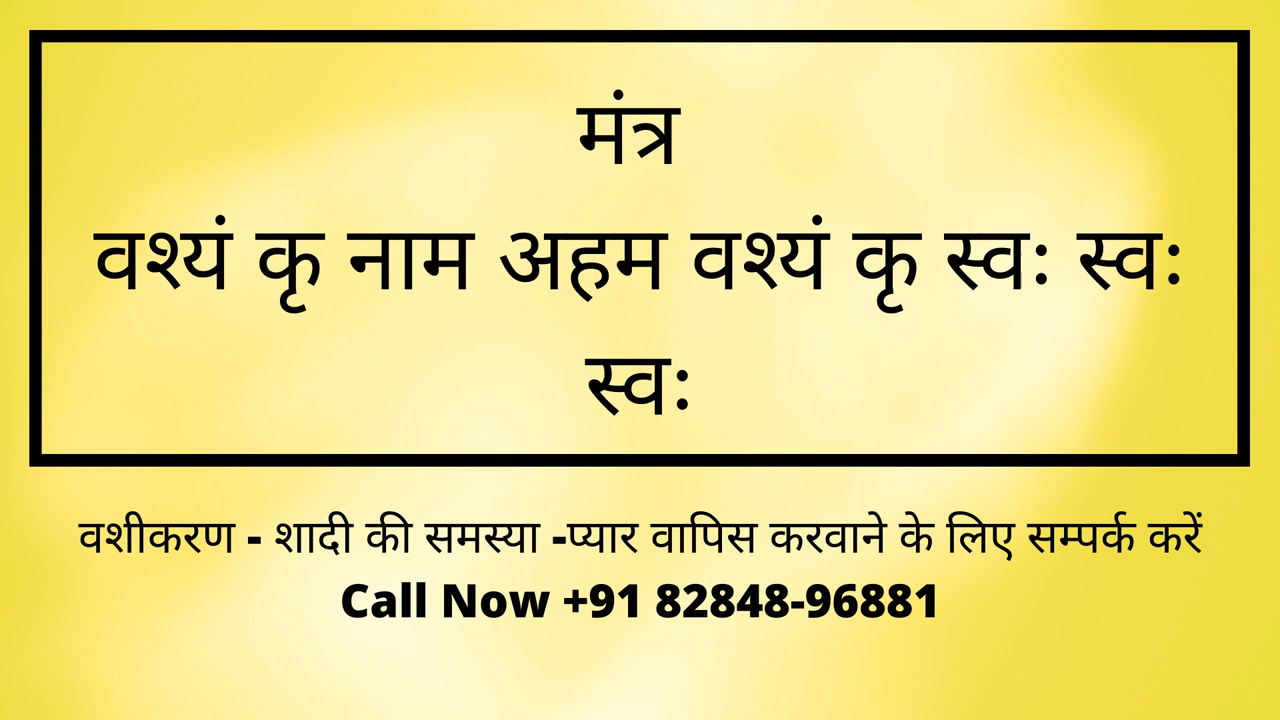 मंत्र
वश्यं कृ नाम अहम वश्यं कृ स्वः स्वः
स्वः
वशीकरण - शादी की समस्या -प्यार वापिस करवाने के लिए सम्पर्क करें
Call Now +91 82848-96881